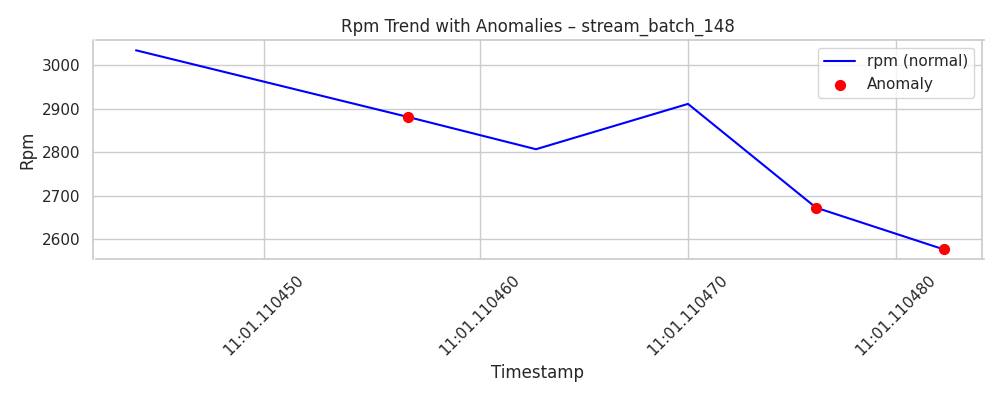 Rpm Trend with Anomalies – stream_batch_148
rpm (normal)
Anomaly
Rpm
3000
2900
2800
2700
2600
11:01.110450
11:01.110460
11:01.110470
11:01.110480
Timestamp